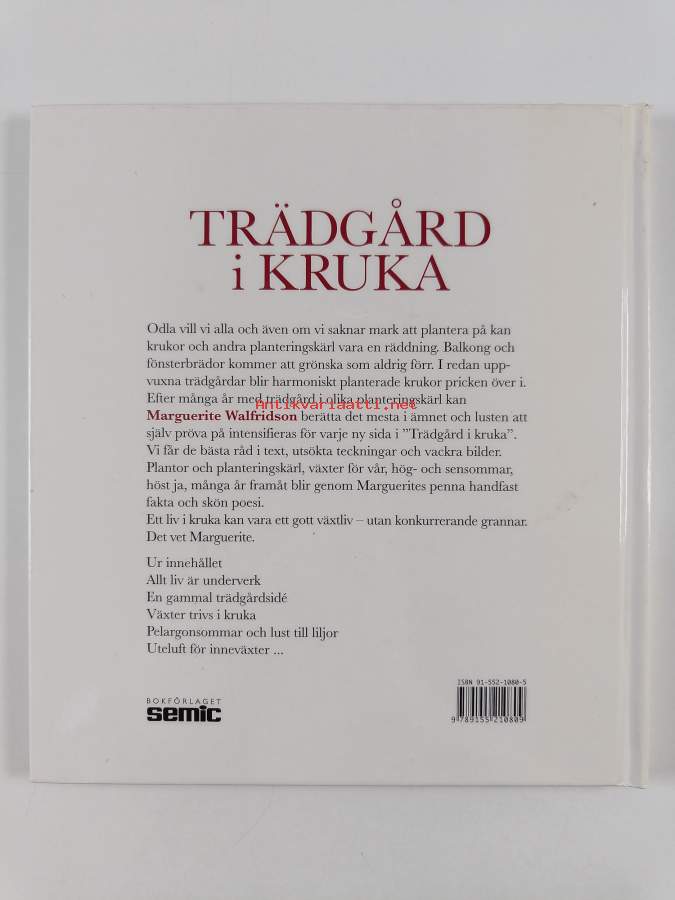 TRÄDGÅRD
i KRUKA
Odla vill vi alla och även om vi saknar mark att plantera på kan
krukor och andra planteringskärl vara en räddning. Balkong och
fönsterbrädor kommer att grönska som aldrig förr. I redan upp-
vuxna trädgårdar blir harmoniskt planterade krukor pricken över i.
Efter många år med trädgård i olika planteringskärl kan
Antikvariaatti.net
Marguerite Walfridson berätta det mesta i ämnet och lusten att
själv pröva på intensifieras för varje ny sida i ”Trädgård i kruka”.
Vi får de bästa råd i text, utsökta teckningar och vackra bilder.
Plantor och planteringskärl, växter för vår, hög- och sensommar,
höst ja, många år framåt blir genom Marguerites penna handfast
fakta och skön poesi.
Ett liv i kruka kan vara ett gott växtliv – utan konkurrerande grannar.
Det vet Marguerite.
Ur innehållet
Allt liv är underverk
En gammal trädgårdsidé
Växter trivs i kruka
Pelargonsommar och lust till liljor
Uteluft för inneväxter ...
BOKFÖRLAGET
semic
ISBN 91-552-1080-5
9 789155 210809